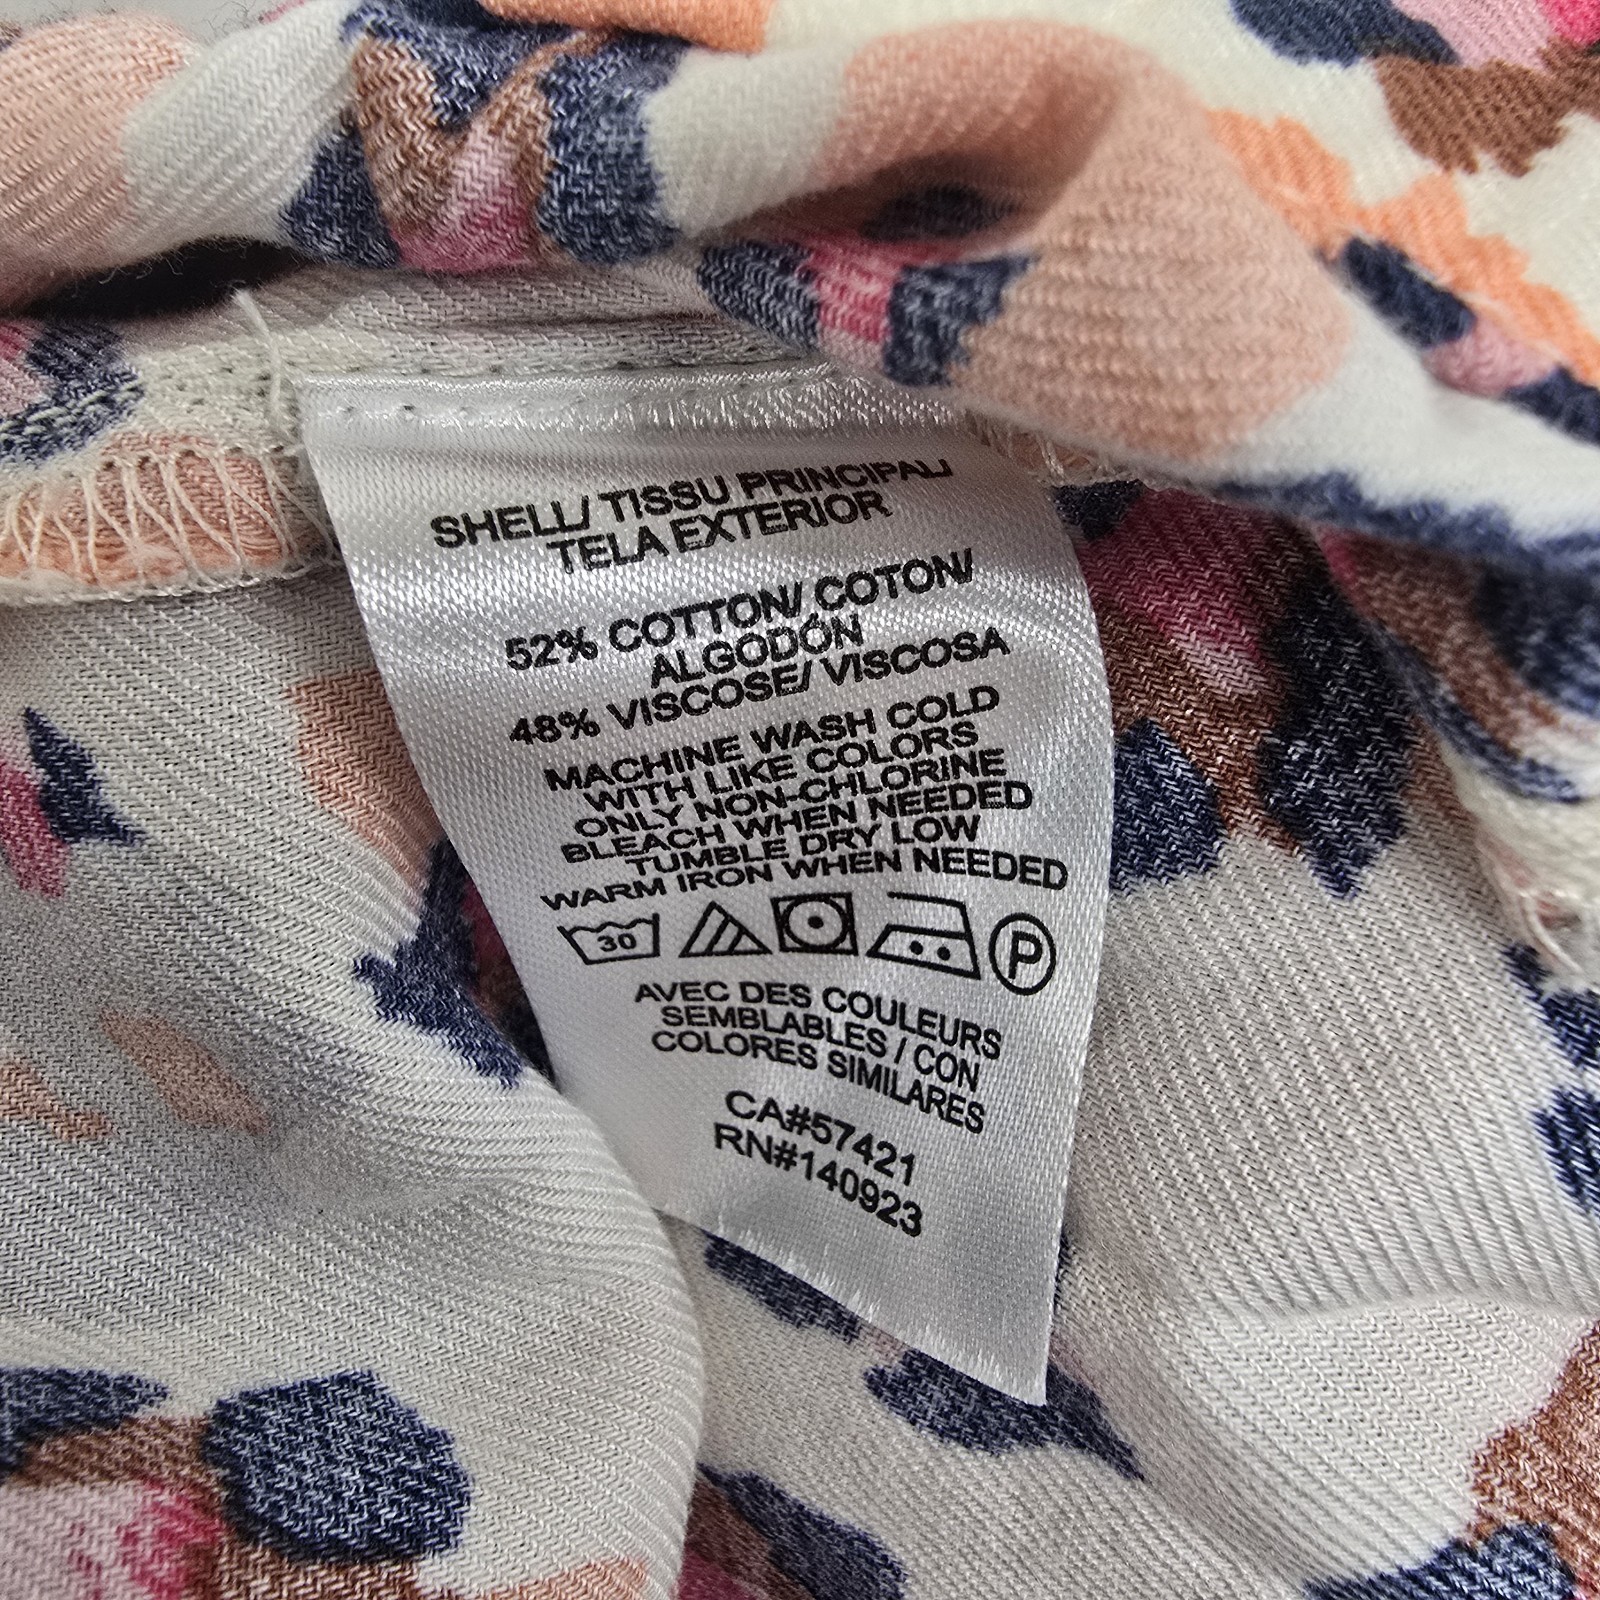 SHELL/ TISSU PRINCIPAL/
TELA EXTERIOR
52% COTTON/ COTON/
ALGODÓN
48% VISCOSE/ VISCOSA
MACHINE WASH COLD
WITH LIKE COLORS
ONLY NON-CHLORINE
BLEACH WHEN NEEDED
TUMBLE DRY LOW
WARM IRON WHEN NEEDED
30 P
AVEC DES COULEURS
SEMBLABLES / CON
COLORES SIMILARES
CA#57421
RN#140923